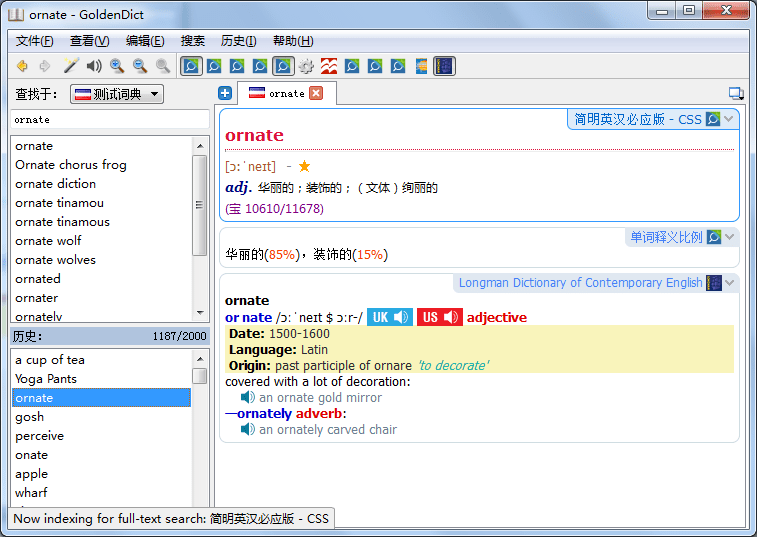 ornate - GoldenDict
文件(F) 查看(V) 编辑(E) 搜索 历史(I) 帮助(H)
查找于: 测试词典
ornate
ornate
ornate
Ornate chorus frog
ornate diction
ornate tinamou
ornate tinamous
ornate wolf
ornate wolves
ornated
ornater
ornately
历史: 1187/2000
a cup of tea
Yoga Pants
ornate
gosh
perceive
onate
apple
wharf
Now indexing for full-text search: 简明英汉必应版 - CSS
简明英汉必应版 - CSS
ornate
[ɔːˈneɪt] - ★
adj. 华丽的；装饰的；（文体）绚丽的
(宝 10610/11678)
单词释义比例
华丽的(85%)，装饰的(15%)
Longman Dictionary of Contemporary English
ornate
or nate /ɔːˈneɪt $ ɔːr-/ UK US adjective
Date: 1500-1600
Language: Latin
Origin: past participle of ornare 'to decorate'
covered with a lot of decoration:
an ornate gold mirror
—ornately adverb:
an ornately carved chair